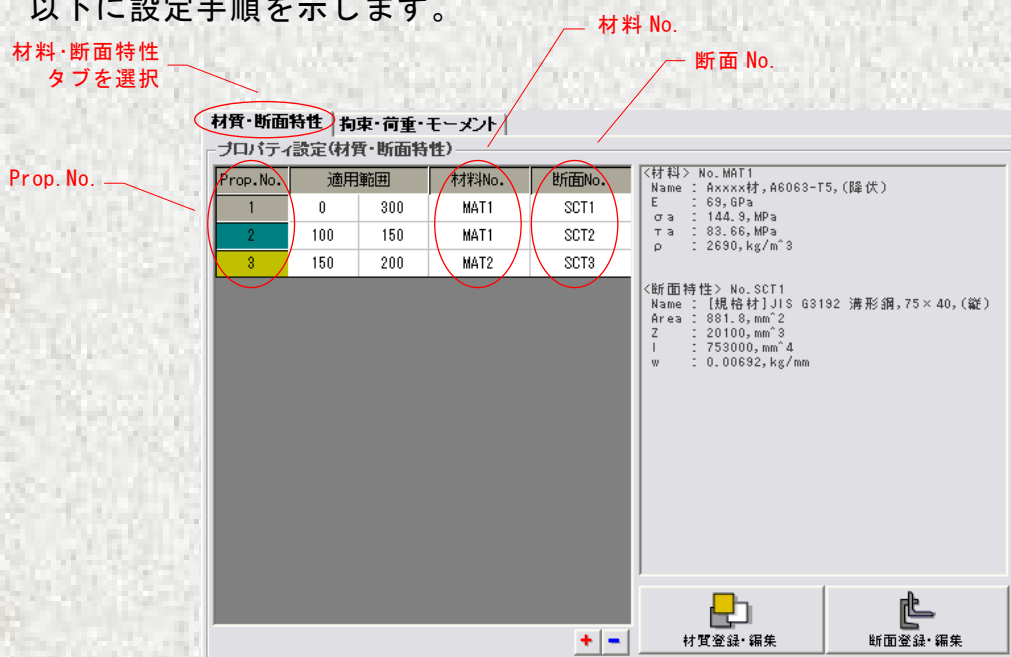 以下に設定手順を示します。
材料 No.
材料･断面特性
タブを選択
断面 No.
材質･断面特性 拘束･荷重･モーメント
プロパティ設定(材質･断面特性)
Prop.No.
Prop.No. 適用範囲 材料No. 断面No.
1 0 300 MAT1 SCT1
2 100 150 MAT1 SCT2
3 150 200 MAT2 SCT3
<材料> No.MAT1
Name : Axxxx材,A6063-T5,(降伏)
E : 69,GPa
σa : 144.9,MPa
τa : 83.66,MPa
ρ : 2690,kg/m^3
<断面特性> No.SCT1
Name : [規格材]JIS G3192 溝形鋼,75×40,(縦)
Area : 881.8,mm^2
Z : 20100,mm^3
I : 753000,mm^4
w : 0.00692,kg/mm
+ -
材質登録･編集
断面登録･編集